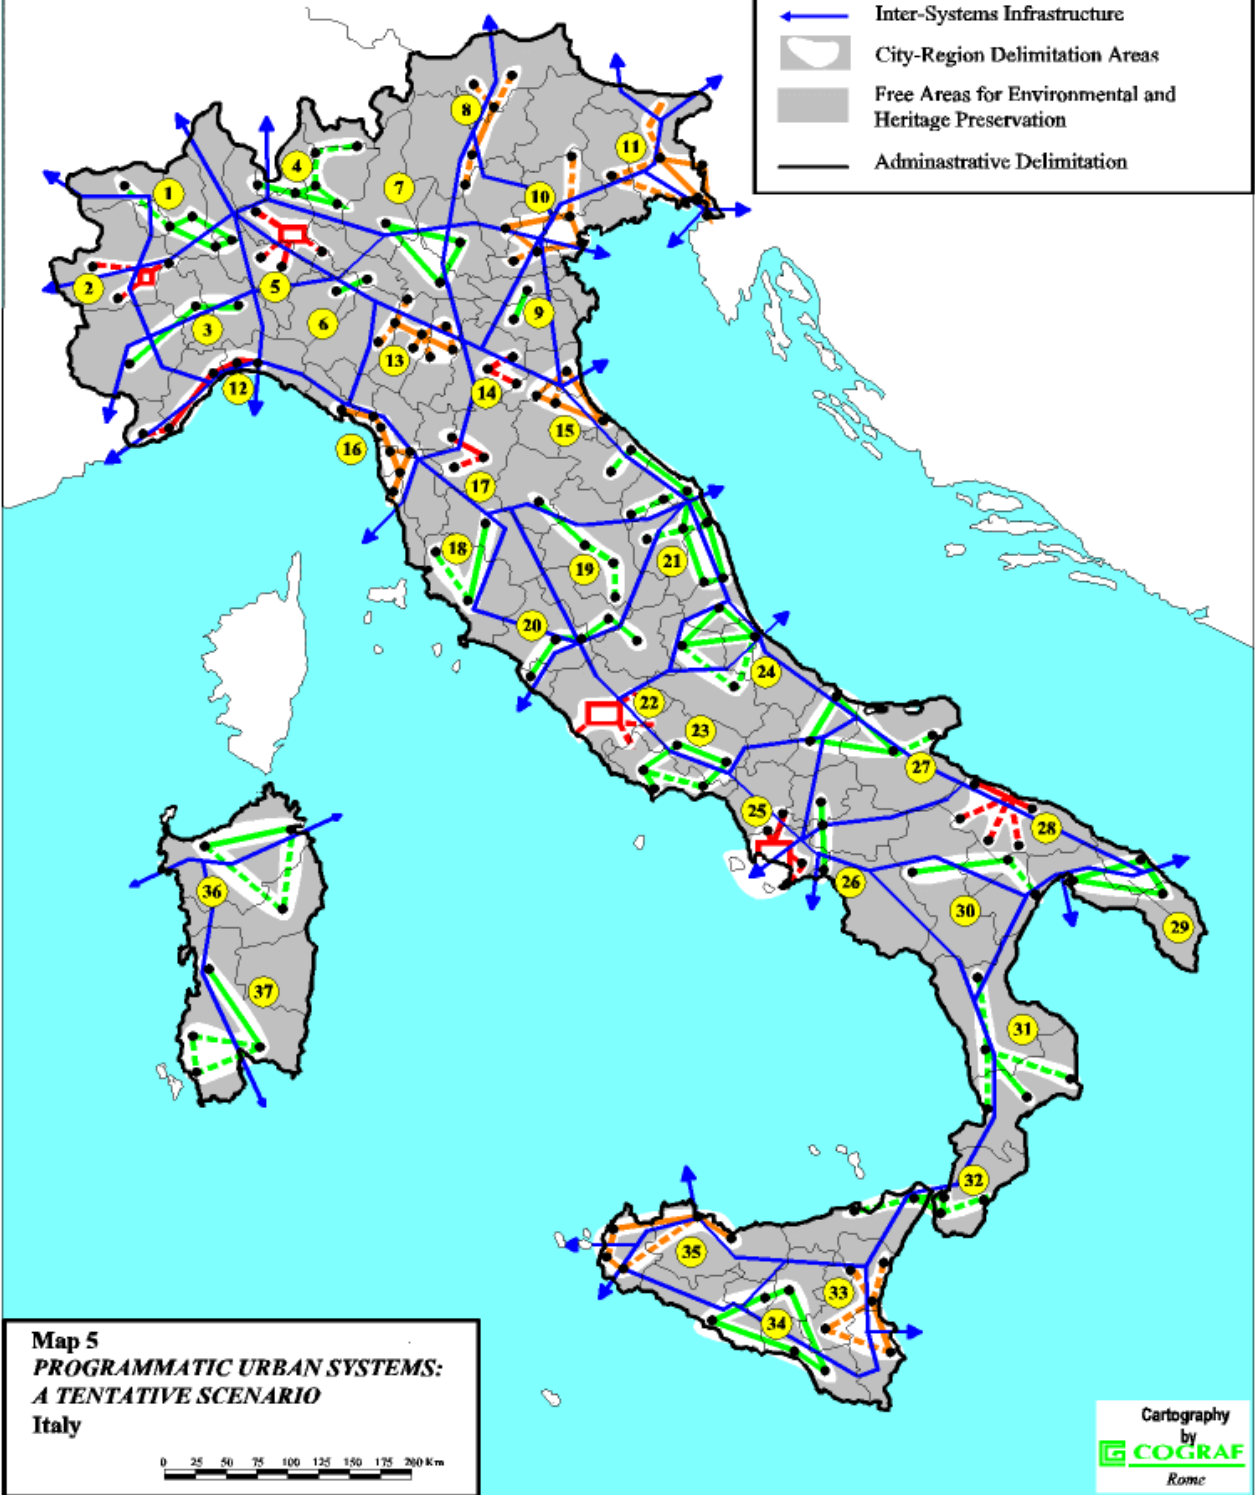 Inter-Systems Infrastructure
City-Region Delimitation Areas
Free Areas for Environmental and
Heritage Preservation
Adminastrative Delimitation
8
11
4
7
1
10
2
5
9
6
3
13
12
14
15
16
17
18
19
21
20
24
22
23
27
25
28
26
36
30
29
37
31
32
35
33
34
Map 5
PROGRAMMATIC URBAN SYSTEMS:
A TENTATIVE SCENARIO
Italy
0 25 50 75 100 125 150 175 200 Km
Cartography
by
COGRAF
Rome